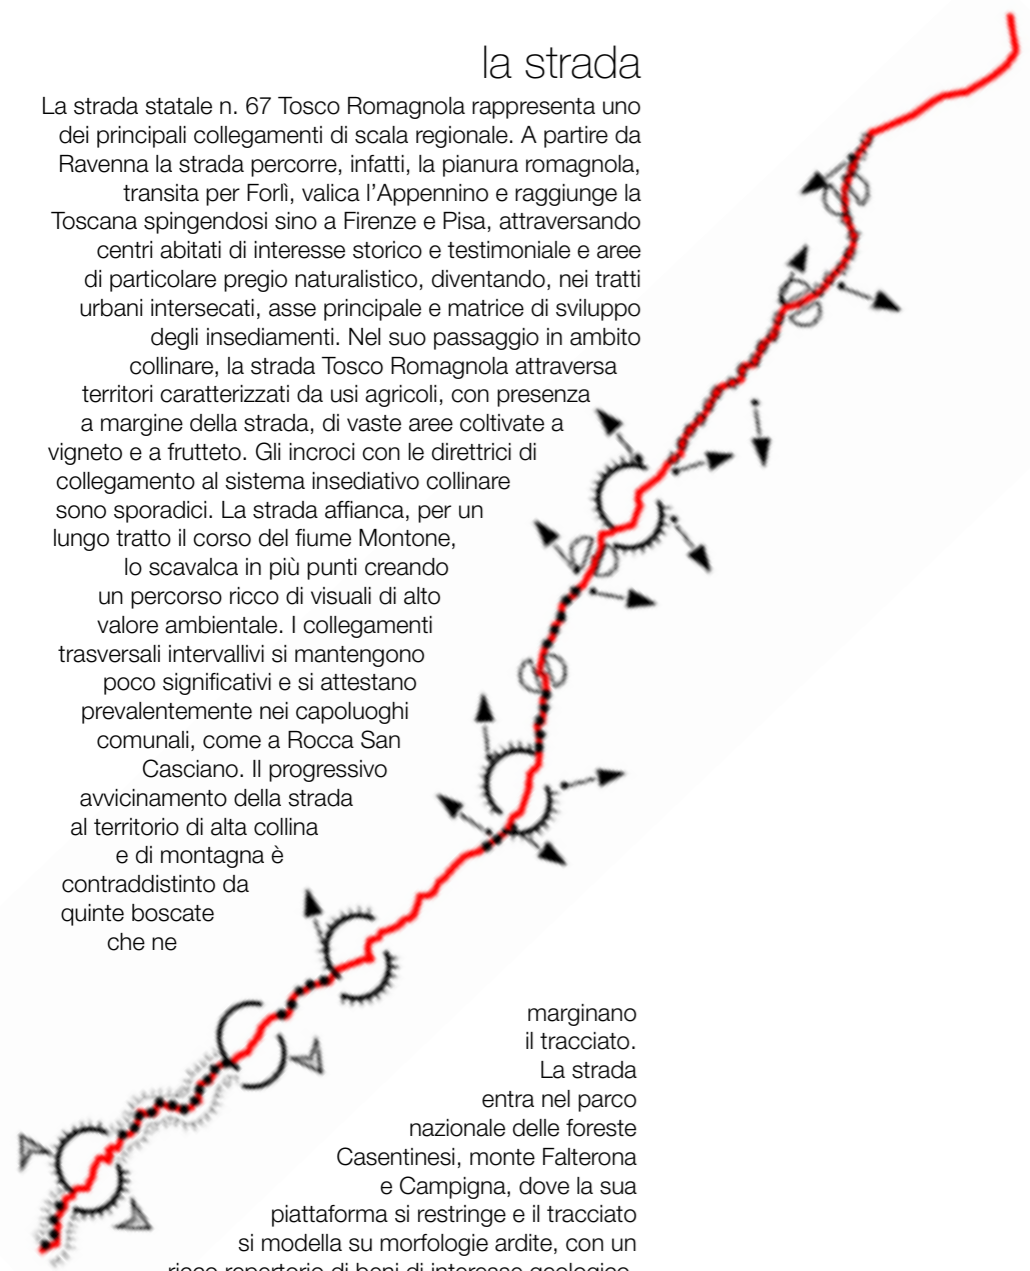 la strada
La strada statale n. 67 Tosco Romagnola rappresenta uno
dei principali collegamenti di scala regionale. A partire da
Ravenna la strada percorre, infatti, la pianura romagnola,
transita per Forlì, valica l'Appennino e raggiunge la
Toscana spingendosi sino a Firenze e Pisa, attraversando
centri abitati di interesse storico e testimoniale e aree
di particolare pregio naturalistico, diventando, nei tratti
urbani intersecati, asse principale e matrice di sviluppo
degli insediamenti. Nel suo passaggio in ambito
collinare, la strada Tosco Romagnola attraversa
territori caratterizzati da usi agricoli, con presenza
a margine della strada, di vaste aree coltivate a
vigneto e a frutteto. Gli incroci con le direttrici di
collegamento al sistema insediativo collinare
sono sporadici. La strada affianca, per un
lungo tratto il corso del fiume Montone,
lo scavalca in più punti creando
un percorso ricco di visuali di alto
valore ambientale. I collegamenti
trasversali intervallivi si mantengono
poco significativi e si attestano
prevalentemente nei capoluoghi
comunali, come a Rocca San
Casciano. Il progressivo
avvicinamento della strada
al territorio di alta collina
e di montagna è
contraddistinto da
quinte boscate
che ne
marginano
il tracciato.
La strada
entra nel parco
nazionale delle foreste
Casentinesi, monte Falterona
e Campigna, dove la sua
piattaforma si restringe e il tracciato
si modella su morfologie ardite, con un
ricco repertorio di beni di interesse geologico,